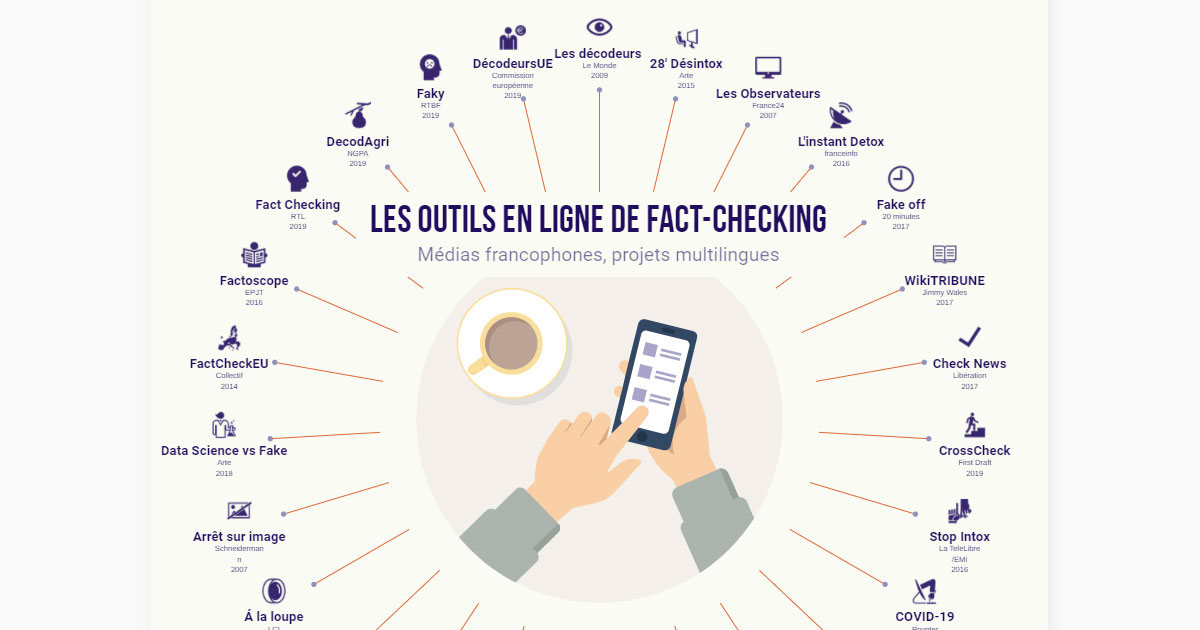 Les décodeurs
Le Monde
2009
DécodeursUE
Commission
européenne
2019
28' Désintox
Arte
2015
Faky
RTBF
2019
Les Observateurs
France24
2007
DecodAgri
NGPA
2019
L'instant Detox
franceinfo
2016
Fact Checking
RTL
2019
Fake off
20 minutes
2017
LES OUTILS EN LIGNE DE FACT-CHECKING
Médias francophones, projets multilingues
Factoscope
EPJT
2016
WikiTRIBUNE
Jimmy Wales
2017
FactCheckEU
Collectif
2014
Check News
Libération
2017
Data Science vs Fake
Arte
2018
CrossCheck
First Draft
2019
Arrêt sur image
Schneiderman
n
2007
Stop Intox
La TeleLibre
/EMI
2016
Á la loupe
COVID-19